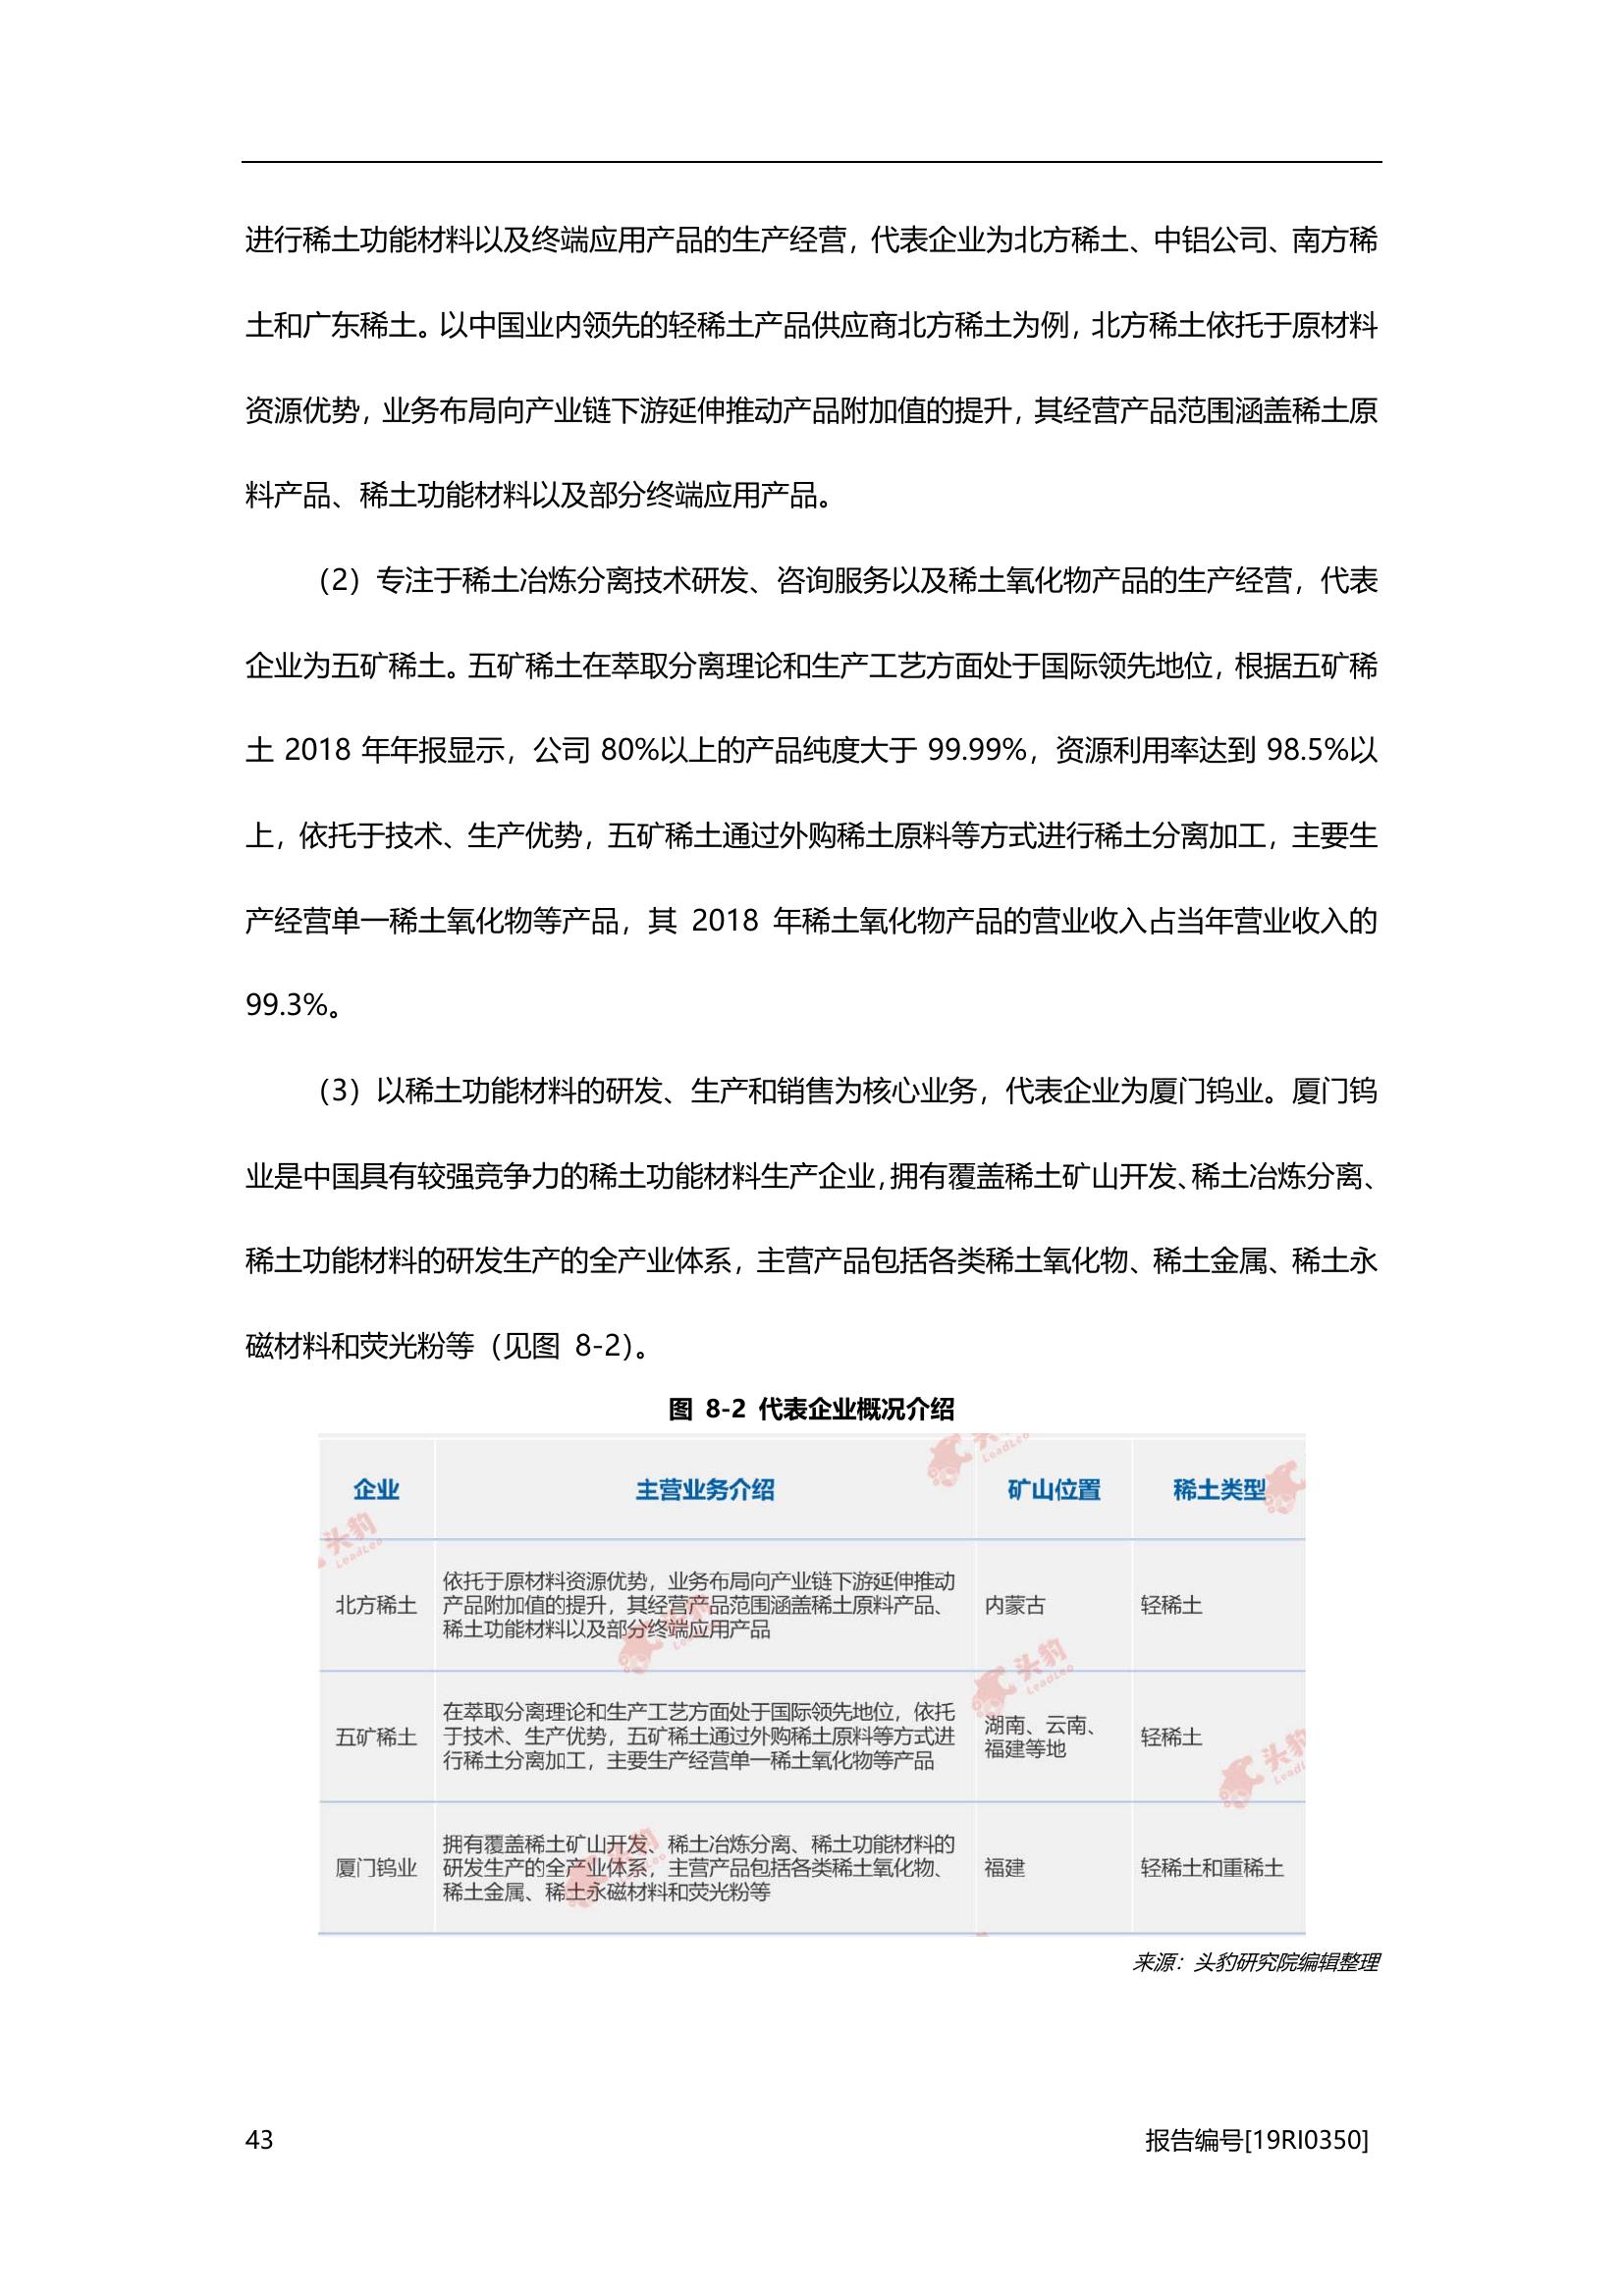 进行稀土功能材料以及终端应用产品的生产经营，代表企业为北方稀土、中铝公司、南方稀
土和广东稀土。以中国业内领先的轻稀土产品供应商北方稀土为例，北方稀土依托于原材料
资源优势，业务布局向产业链下游延伸推动产品附加值的提升，其经营产品范围涵盖稀土原
料产品、稀土功能材料以及部分终端应用产品。
（2）专注于稀土冶炼分离技术研发、咨询服务以及稀土氧化物产品的生产经营，代表
企业为五矿稀土。五矿稀土在萃取分离理论和生产工艺方面处于国际领先地位，根据五矿稀
土 2018 年年报显示，公司 80%以上的产品纯度大于 99.99%，资源利用率达到 98.5%以
上，依托于技术、生产优势，五矿稀土通过外购稀土原料等方式进行稀土分离加工，主要生
产经营单一稀土氧化物等产品，其 2018 年稀土氧化物产品的营业收入占当年营业收入的
99.3%。
（3）以稀土功能材料的研发、生产和销售为核心业务，代表企业为厦门钨业。厦门钨
业是中国具有较强竞争力的稀土功能材料生产企业，拥有覆盖稀土矿山开发、稀土冶炼分离、
稀土功能材料的研发生产的全产业体系，主营产品包括各类稀土氧化物、稀土金属、稀土永
磁材料和荧光粉等（见图 8-2）。
图 8-2 代表企业概况介绍
企业 主营业务介绍 矿山位置 稀土类型
北方稀土
依托于原材料资源优势，业务布局向产业链下游延伸推动
产品附加值的提升，其经营产品范围涵盖稀土原料产品、
稀土功能材料以及部分终端应用产品
内蒙古
轻稀土
五矿稀土
在萃取分离理论和生产工艺方面处于国际领先地位，依托
于技术、生产优势，五矿稀土通过外购稀土原料等方式进
行稀土分离加工，主要生产经营单一稀土氧化物等产品
湖南、云南、
福建等地
轻稀土
厦门钨业
拥有覆盖稀土矿山开发、稀土冶炼分离、稀土功能材料的
研发生产的全产业体系，主营产品包括各类稀土氧化物、
稀土金属、稀土永磁材料和荧光粉等
福建
轻稀土和重稀土
头豹
LeadLeo
来源：头豹研究院编辑整理
43 报告编号[19RI0350]